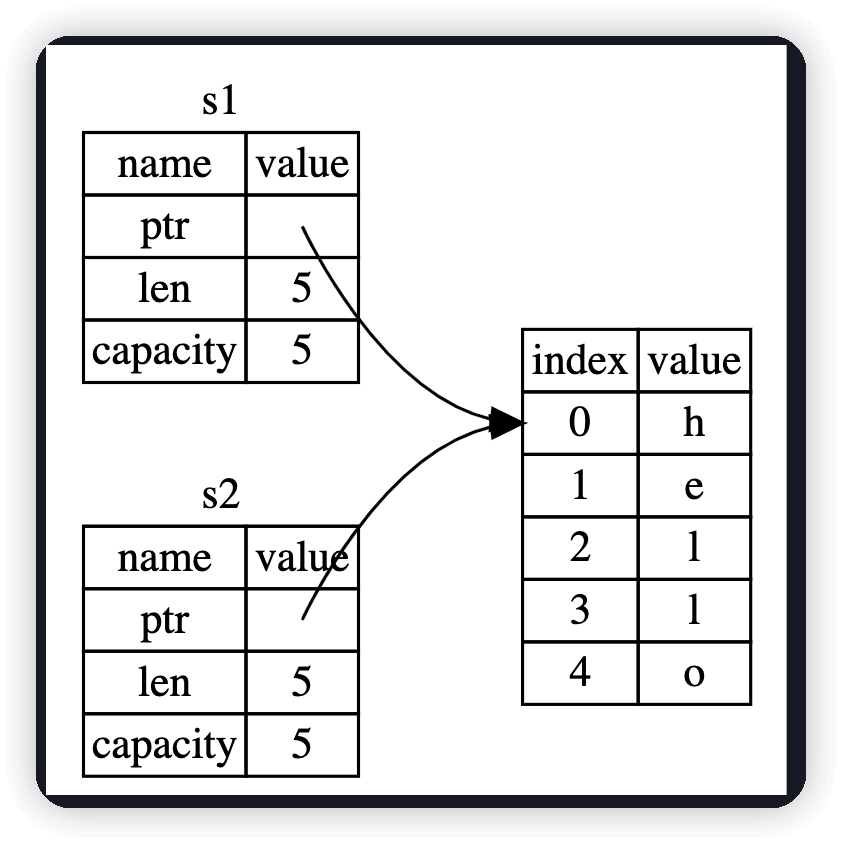 s1
name value
ptr
len 5
capacity 5
s2
name value
ptr
len 5
capacity 5
index value
0 h
1 e
2 l
3 l
4 o